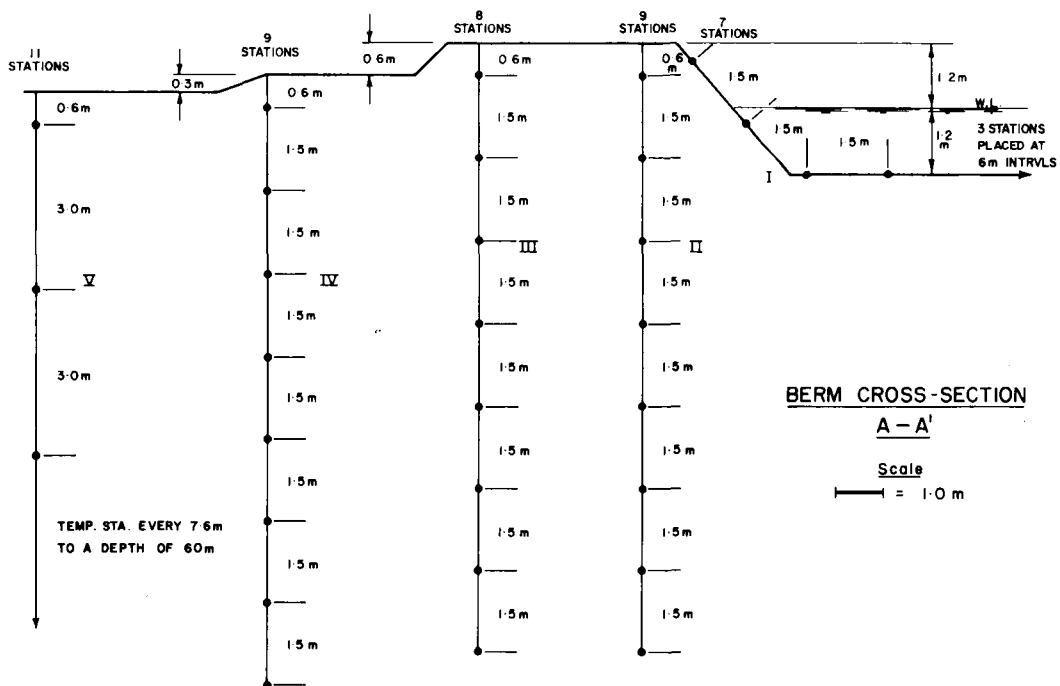 11
STATIONS
9
STATIONS
8
STATIONS
9
STATIONS
7
STATIONS
0·3m
0·6m
0·6m
0·6m
0·6m
0·6
m
1·5m
1·2m
W.L.
1·5m
1·5m
1·2
m
3 STATIONS
PLACED AT
6m INTRVLS
I
3·0m
V
3·0m
TEMP. STA. EVERY 7·6m
TO A DEPTH OF 60m
1·5m
1·5m
IV
1·5m
1·5m
1·5m
1·5m
1·5m
1·5m
1·5m
III
1·5m
1·5m
1·5m
1·5m
1·5m
1·5m
1·5m
II
1·5m
1·5m
1·5m
1·5m
1·5m
BERM CROSS-SECTION
A – A'
Scale
= 1·0 m